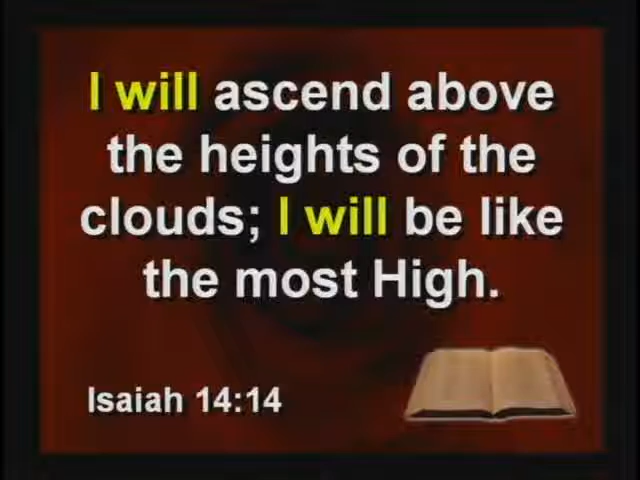 I will ascend above
the heights of the
clouds; I will be like
the most High.
Isaiah 14:14